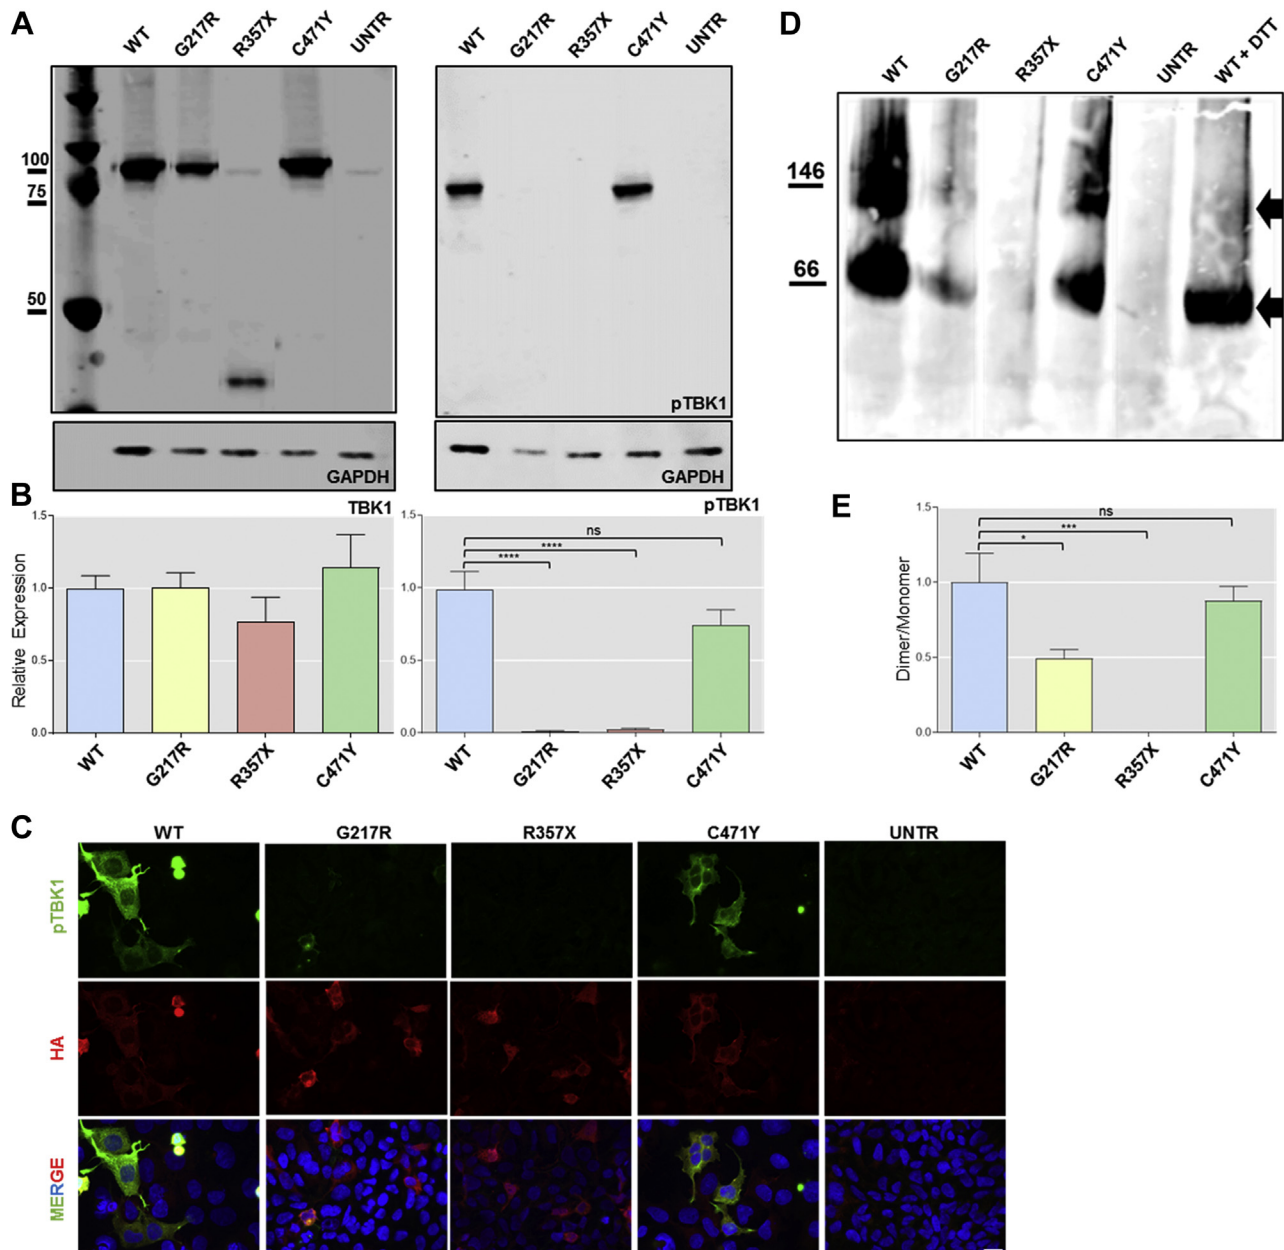 A
WT G217R R357X C471Y UNTR
100
75
50
GAPDH
WT G217R R357X C471Y UNTR
pTBK1
GAPDH
B
TBK1
Relative Expression
1.5
1.0
0.5
0.0
WT G217R R357X C471Y
pTBK1
1.5
1.0
0.5
0.0
ns
****
****
WT G217R R357X C471Y
C
WT G217R R357X C471Y UNTR
pTBK1
HA
MERGE
D
WT G217R R357X C471Y UNTR WT + DTT
146
66
E
Dimer/Monomer
1.5
1.0
0.5
0.0
ns
***
*
WT G217R R357X C471Y